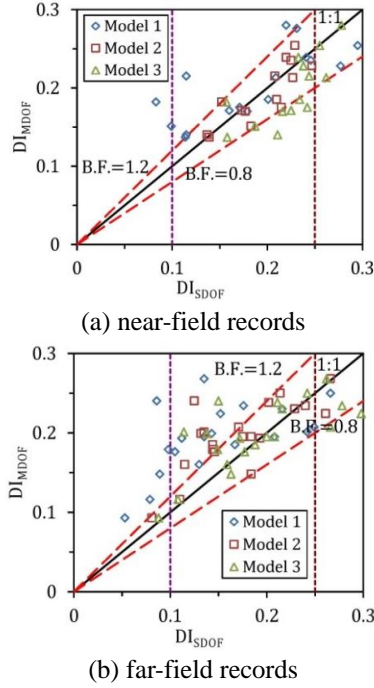 0.3
1:1
Model 1
Model 2
Model 3
0.2
DI_MDOF
0.1
B.F.=1.2
B.F.=0.8
0
0 0.1 0.2 0.3
DI_SDOF
(a) near-field records
0.3
B.F.=1.2
1:1
0.2
B.F.=0.8
DI_MDOF
0.1
Model 1
Model 2
Model 3
0
0 0.1 0.2 0.3
DI_SDOF
(b) far-field records